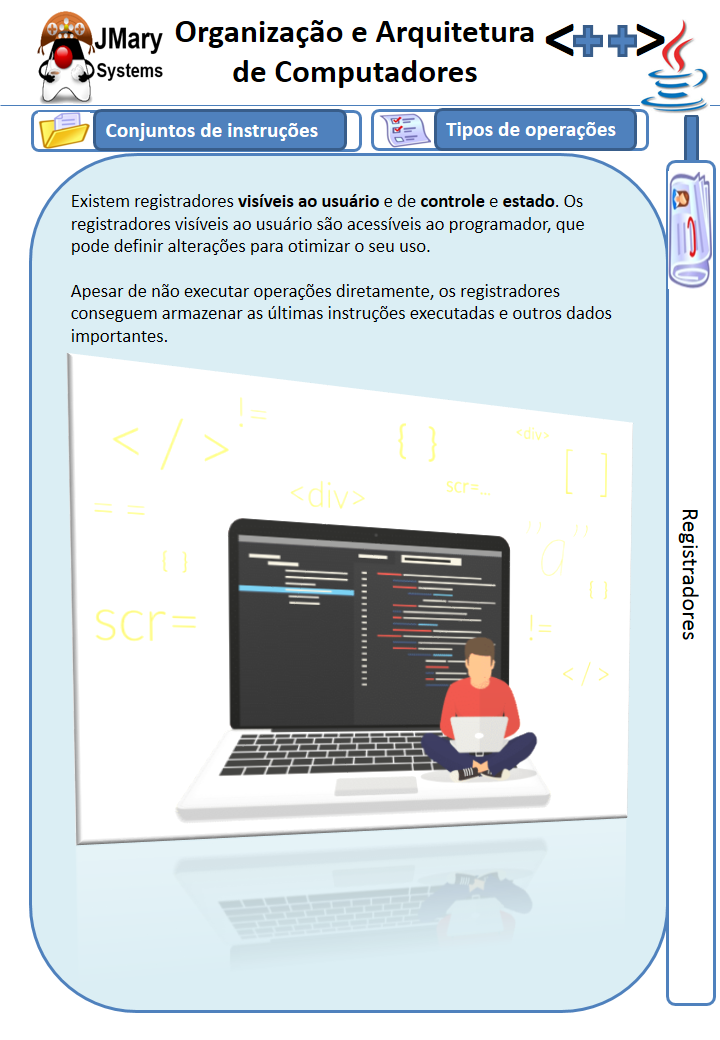 JMary
Systems
Organização e Arquitetura
de Computadores
<++>
Conjuntos de instruções
Tipos de operações
Existem registradores visíveis ao usuário e de controle e estado. Os
registradores visíveis ao usuário são acessíveis ao programador, que
pode definir alterações para otimizar o seu uso.
Apesar de não executar operações diretamente, os registradores
conseguem armazenar as últimas instruções executadas e outros dados
importantes.
Registradores
!=
</>
{ }
<div>
[ ]
<div>
scr=_
= =
[ ]
scr=
a
[ ]
!=
</>